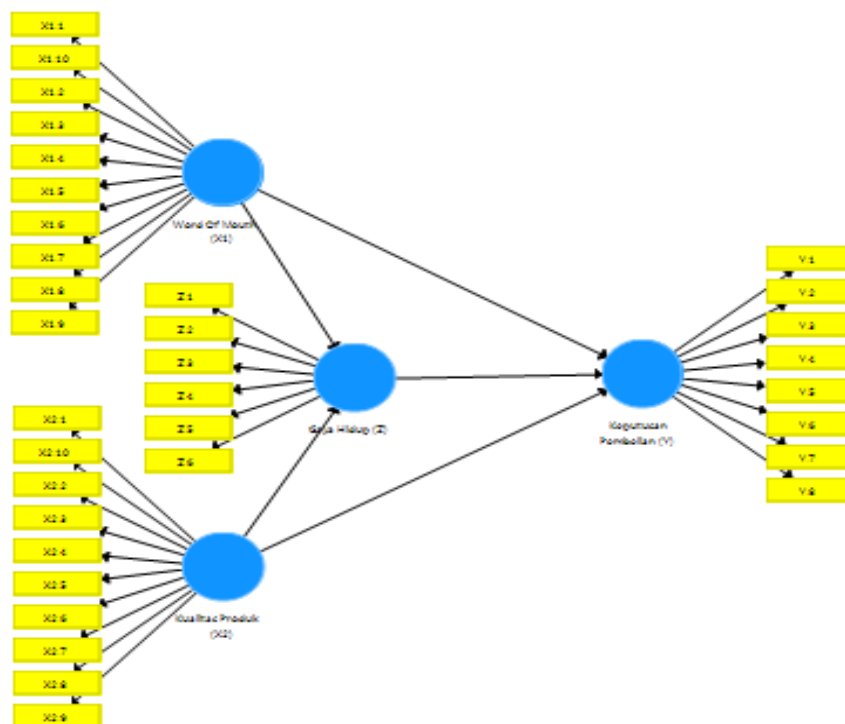 X1.1
X1.10
X1.2
X1.3
X1.4
X1.5
X1.6
X1.7
X1.8
X1.9
Word Of Mouth
(X1)
Z.1
Z.2
Z.3
Z.4
Z.5
Z.6
Gaya Hidup (Z)
Y.1
Y.2
Y.3
Y.4
Y.5
Y.6
Y.7
Y.8
Keputusan
Pembelian (Y)
X2.1
X2.10
X2.2
X2.3
X2.4
X2.5
X2.6
X2.7
X2.8
X2.9
Kualitas Produk
(X2)